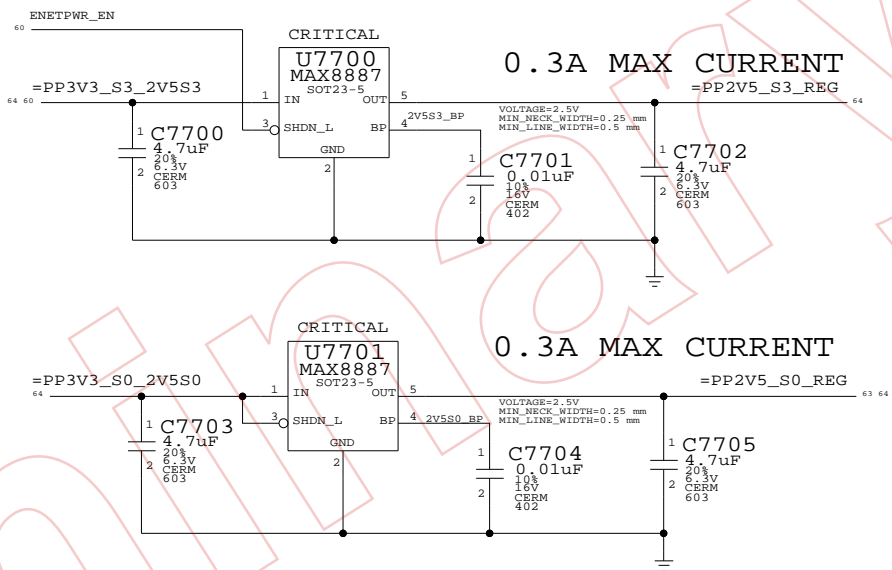 ENETPWR_EN
60
CRITICAL
U7700
MAX8887
SOT23-5
0.3A MAX CURRENT
=PP3V3_S3_2V5S3
64 60
1 IN
OUT 5
=PP2V5_S3_REG
64
VOLTAGE=2.5V
MIN_NECK_WIDTH=0.25 mm
MIN_LINE_WIDTH=0.5 mm
3 SHDN_L
BP 4
2V5S3_BP
GND
2
1
C7700
4.7uF
20%
6.3V
CERM
603
2
1
C7701
0.01uF
10%
16V
CERM
402
2
1
C7702
4.7uF
20%
6.3V
CERM
603
2
CRITICAL
U7701
MAX8887
SOT23-5
0.3A MAX CURRENT
=PP3V3_S0_2V5S0
64
1 IN
OUT 5
=PP2V5_S0_REG
63 64
VOLTAGE=2.5V
MIN_NECK_WIDTH=0.25 mm
MIN_LINE_WIDTH=0.5 mm
3 SHDN_L
BP 4
2V5S0_BP
GND
2
1
C7703
4.7uF
20%
6.3V
CERM
603
2
1
C7704
0.01uF
10%
16V
CERM
402
2
1
C7705
4.7uF
20%
6.3V
CERM
603
2
inary